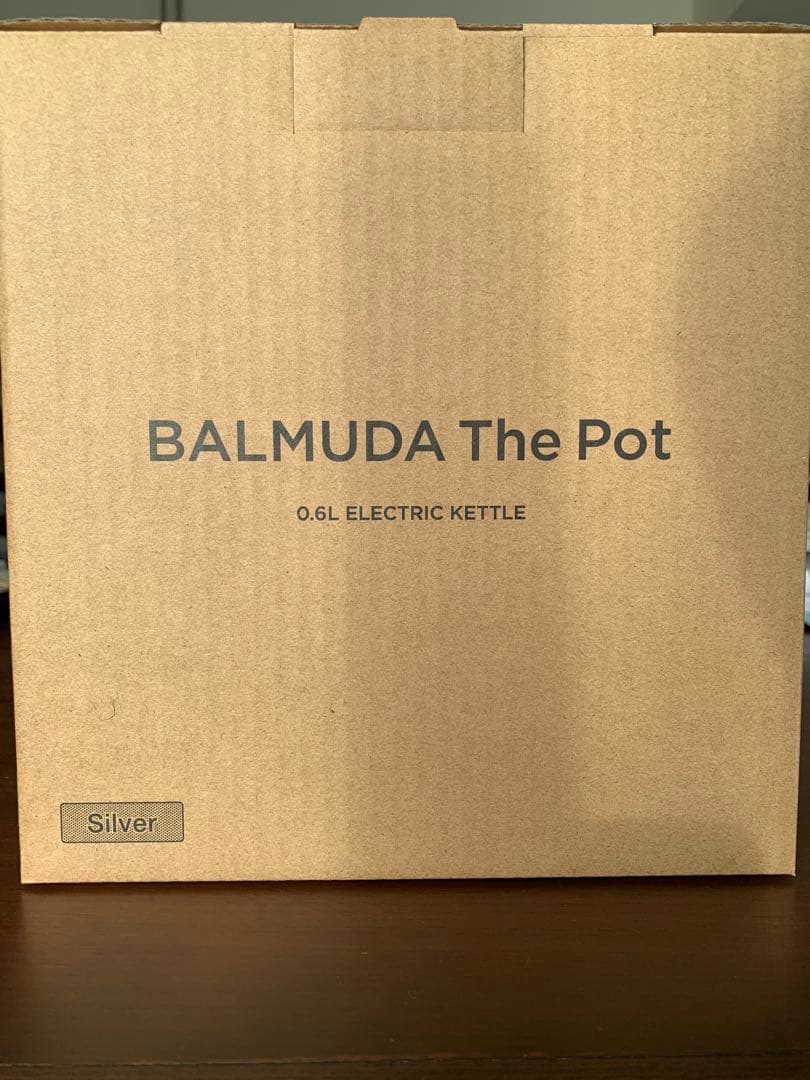 BALMUDA The Pot
0.6L ELECTRIC KETTLE
Silver